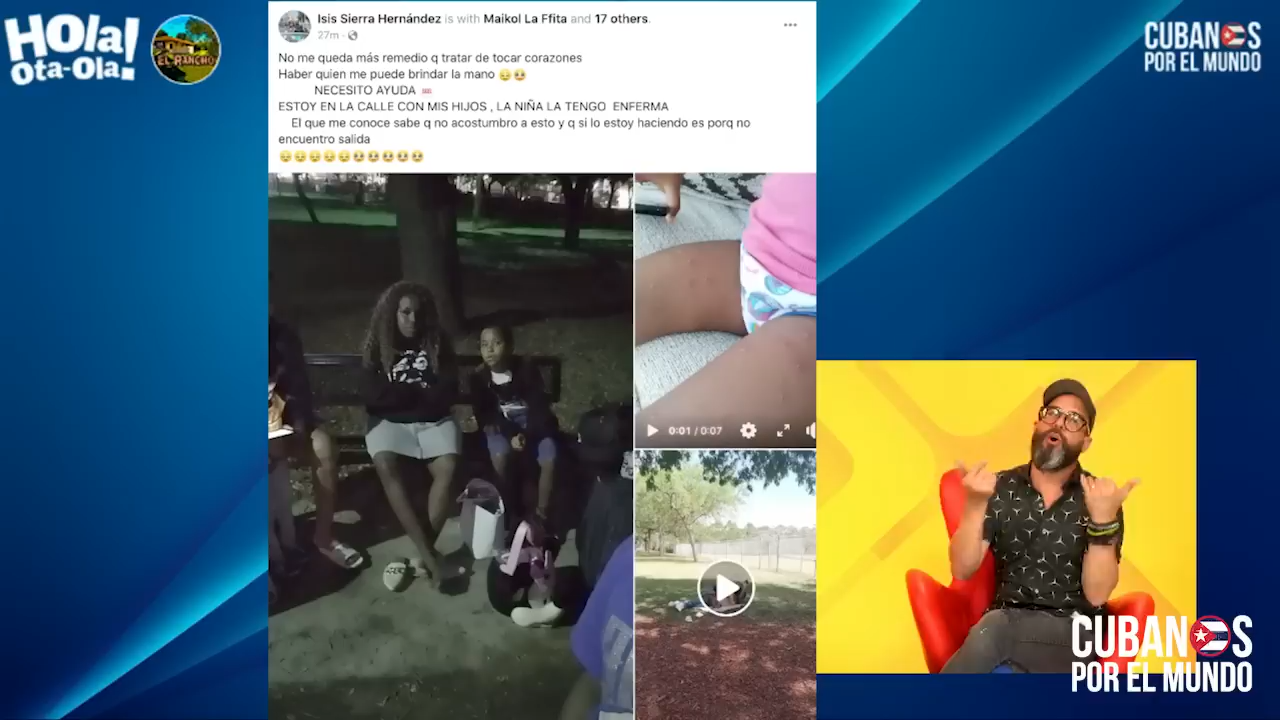 HOla!
Ota-Ola!
EL RANCHO
CUBANOS
POR EL MUNDO
Isis Sierra Hernández is with Maikol La Ffita and 17 others.
27m
No me queda más remedio q tratar de tocar corazones
Haber quien me puede brindar la mano
NECESITO AYUDA
ESTOY EN LA CALLE CON MIS HIJOS , LA NIÑA LA TENGO ENFERMA
El que me conoce sabe q no acostumbro a esto y q si lo estoy haciendo es porq no
encuentro salida
0:01 / 0:07
CUBANOS
POR EL MUNDO